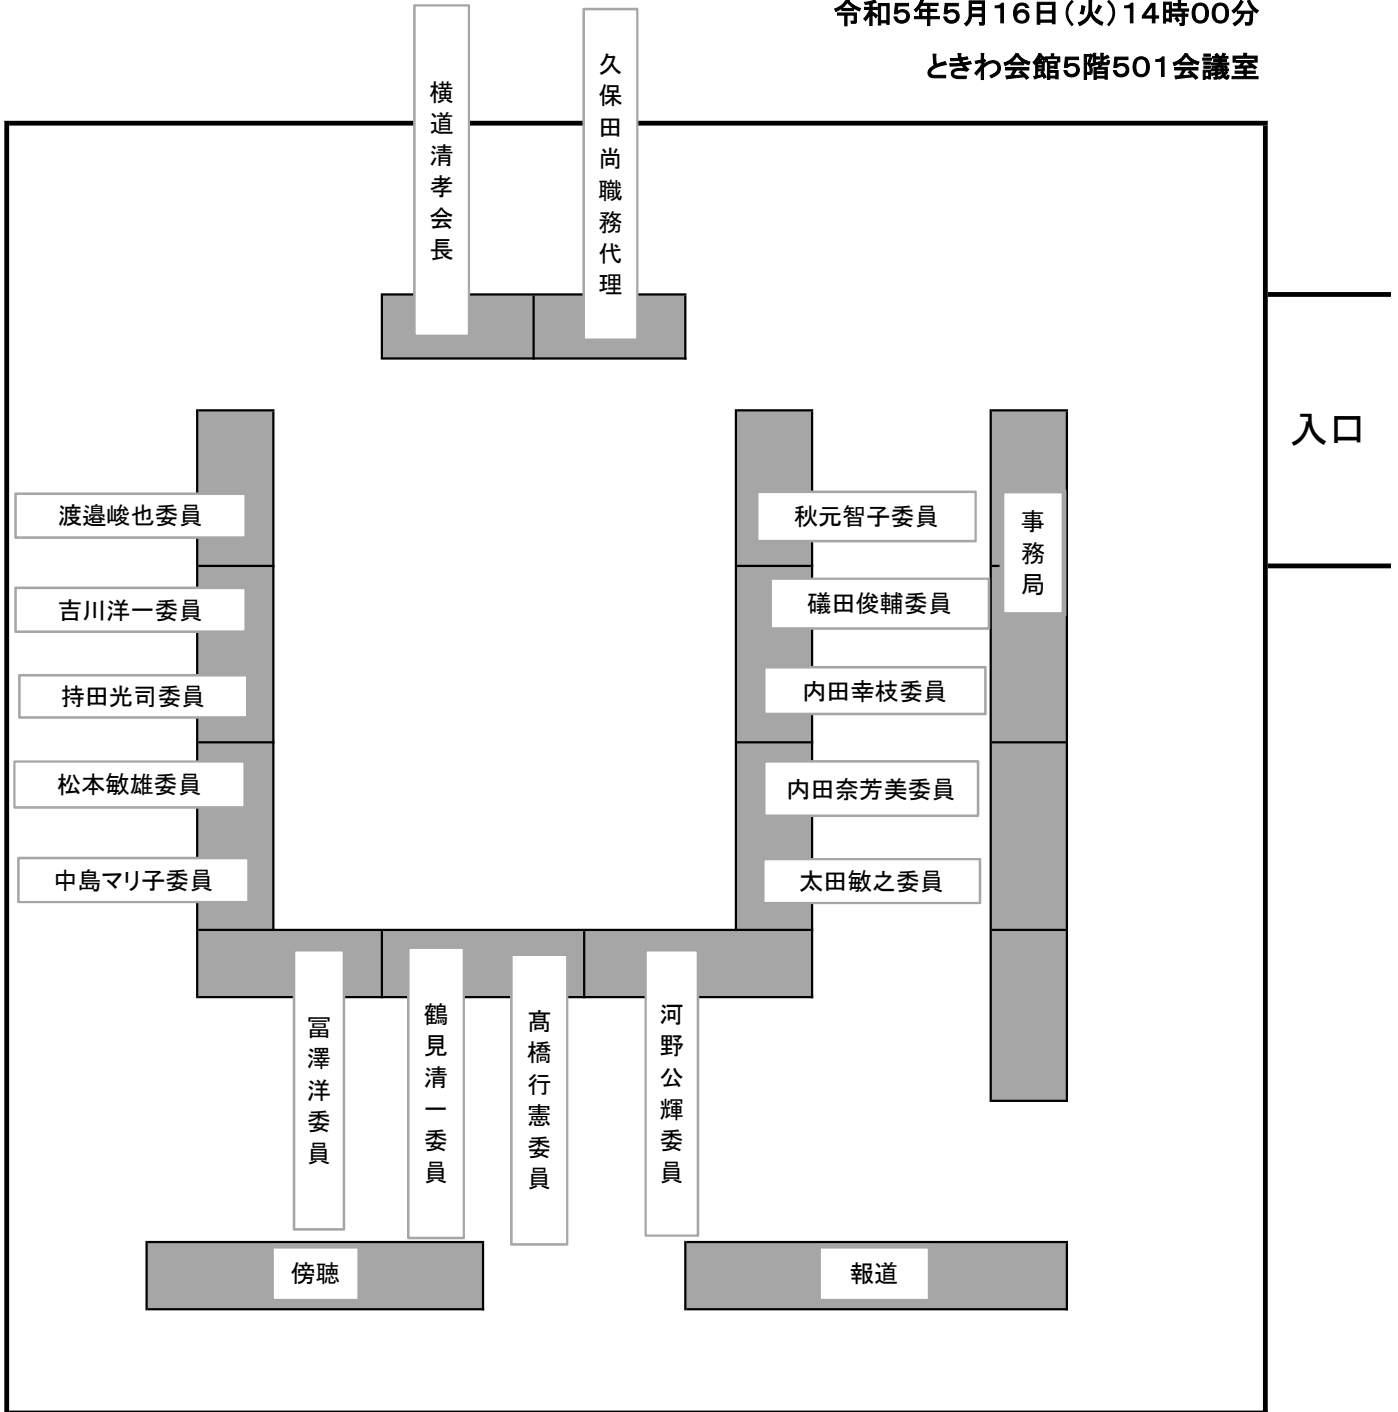 令和5年5月16日（火）14時00分
ときわ会館5階501会議室
横道清孝会長
久保田尚職務代理
入口
渡邉峻也委員
吉川洋一委員
持田光司委員
松本敏雄委員
中島マリ子委員
秋元智子委員
礒田俊輔委員
内田幸枝委員
内田奈芳美委員
太田敏之委員
事務局
冨澤洋委員
鶴見清一委員
髙橋行憲委員
河野公輝委員
傍聴
報道